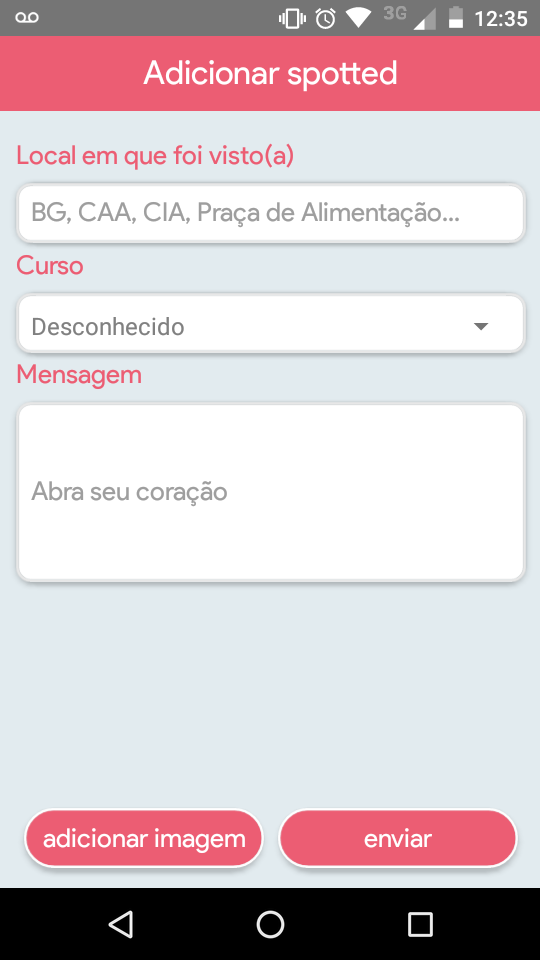 3G 12:35
Adicionar spotted
Local em que foi visto(a)
BG, CAA, CIA, Praça de Alimentação...
Curso
Desconhecido
Mensagem
Abra seu coração
adicionar imagem enviar